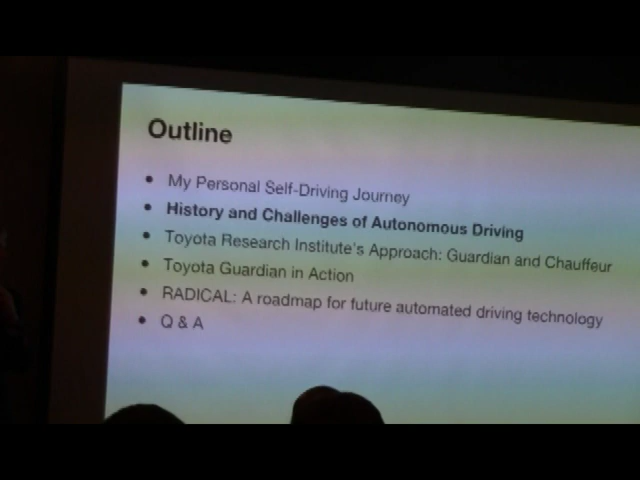 Outline
• My Personal Self-Driving Journey
• History and Challenges of Autonomous Driving
• Toyota Research Institute's Approach: Guardian and Chauffeur
• Toyota Guardian in Action
• RADICAL: A roadmap for future automated driving technology
• Q & A